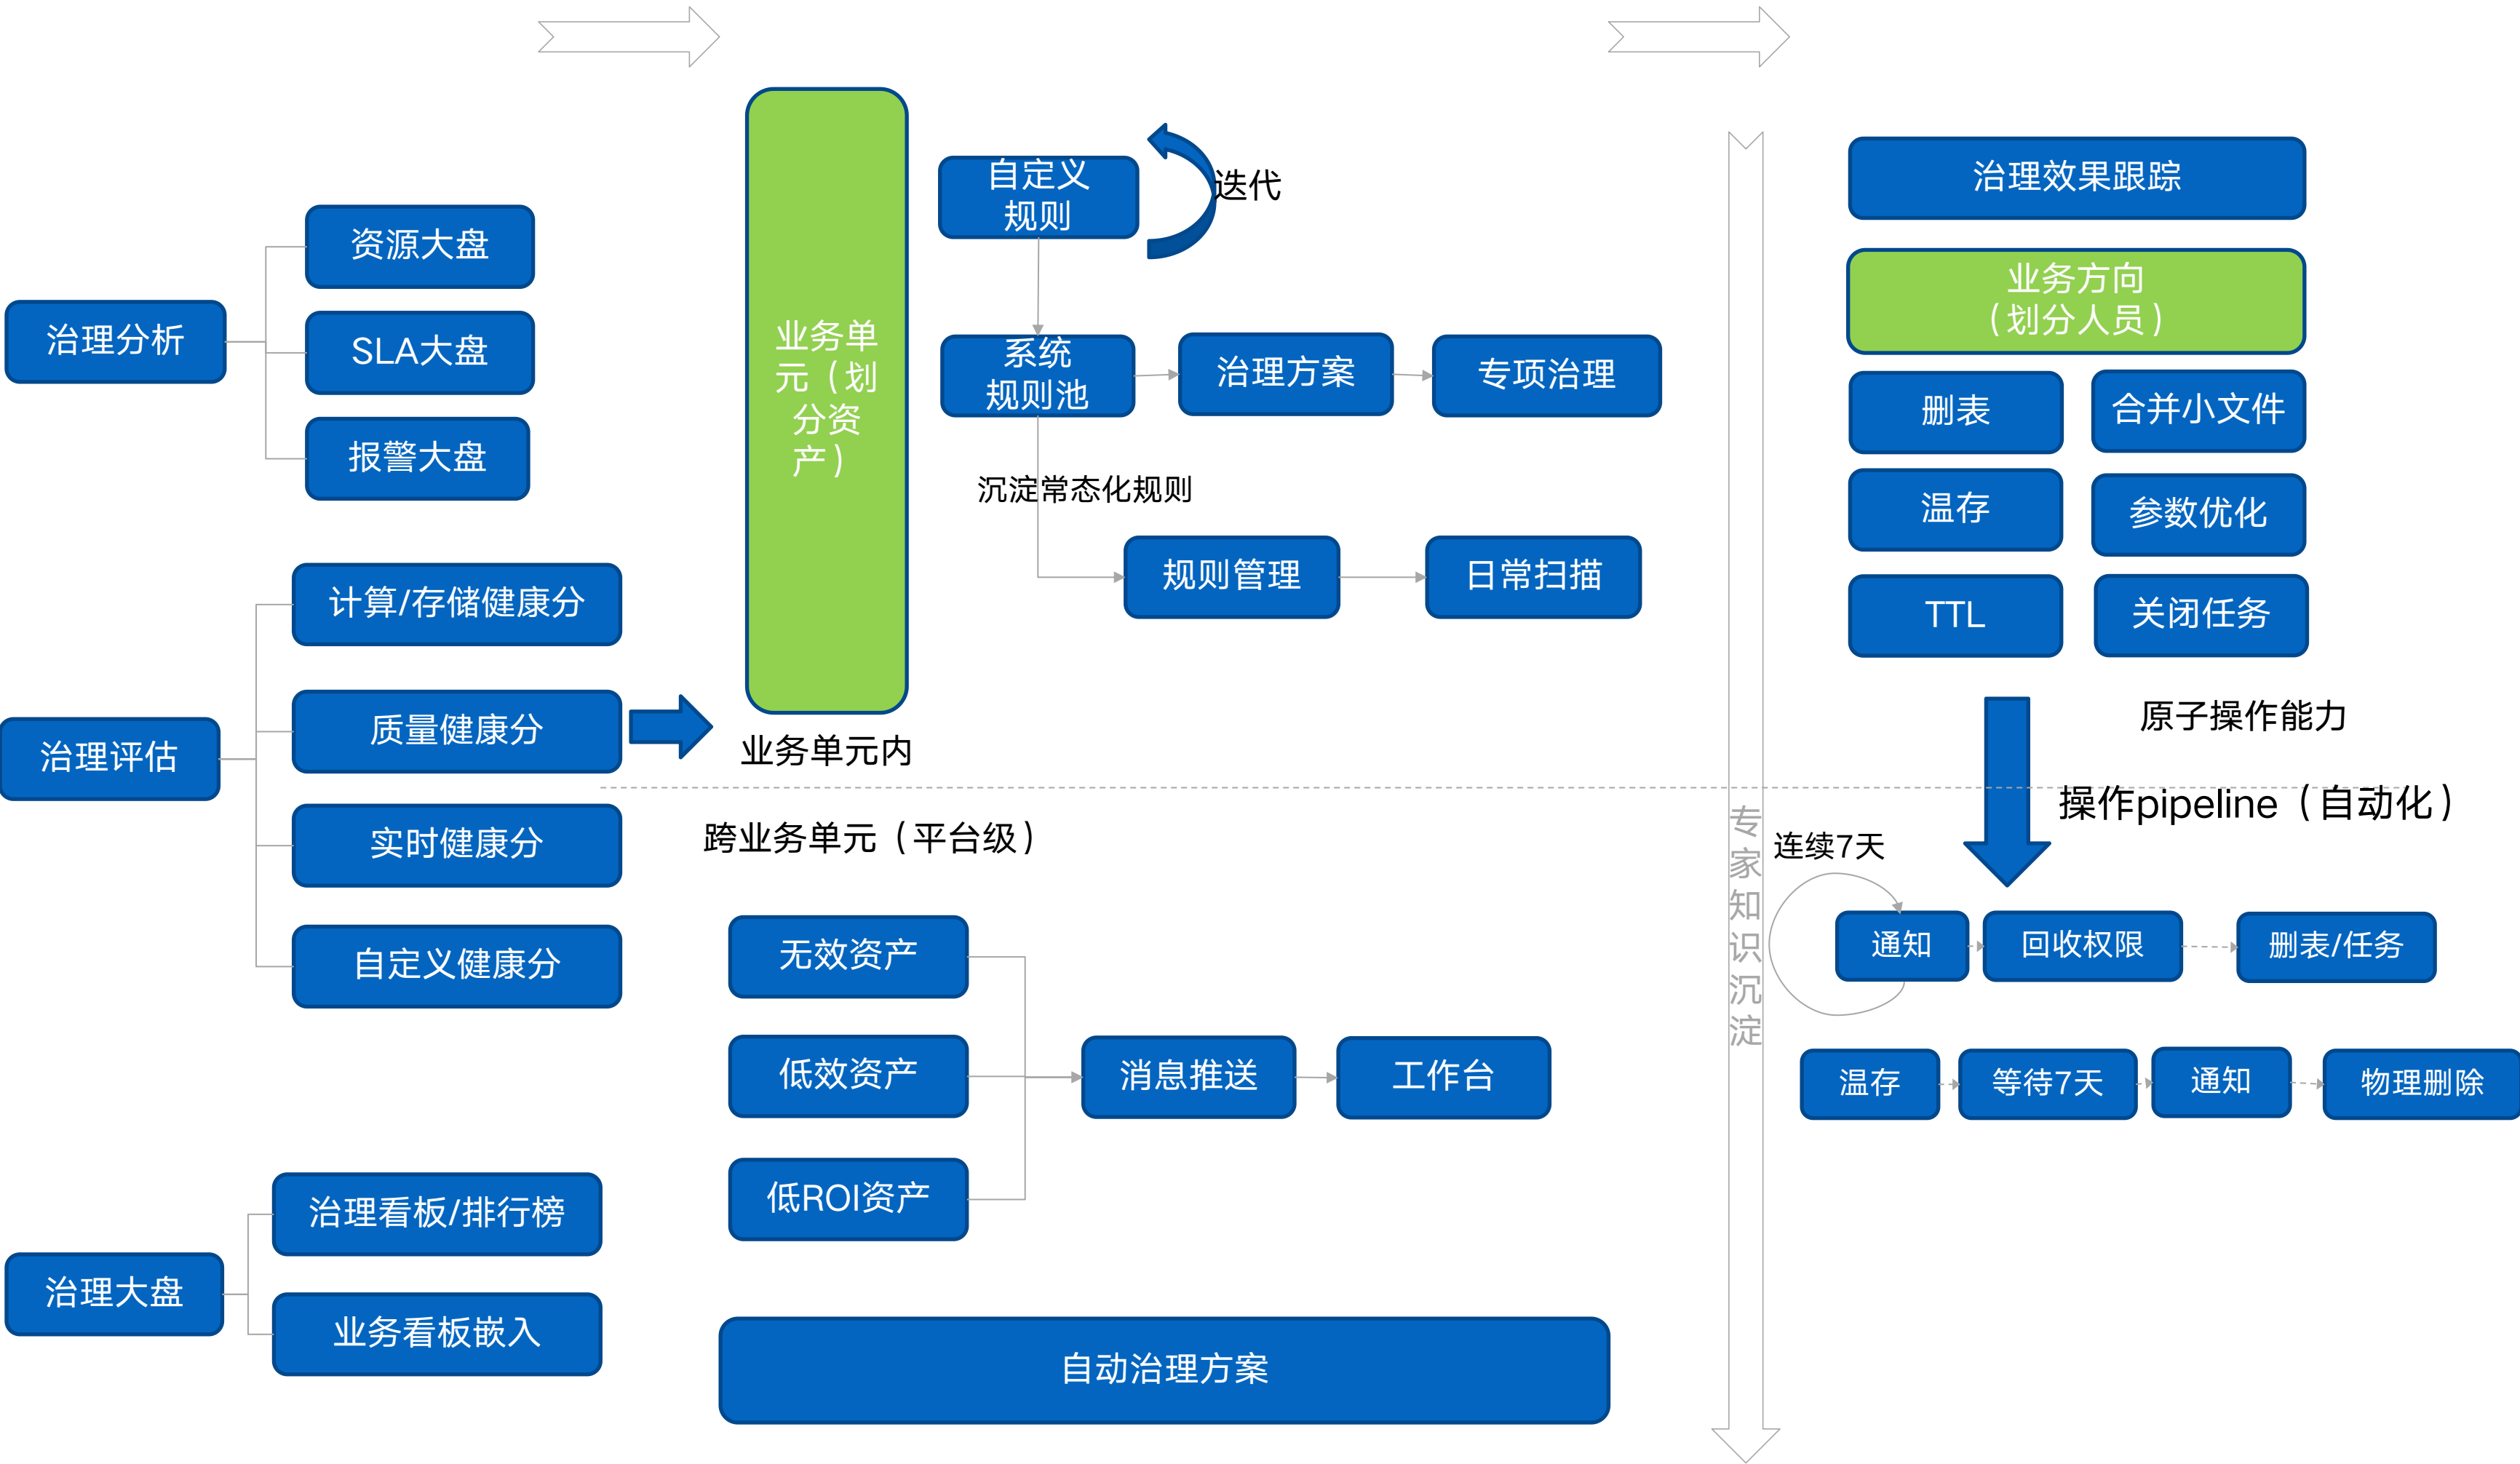 治理分析
资源大盘
SLA大盘
报警大盘
治理评估
计算/存储健康分
质量健康分
实时健康分
自定义健康分
治理大盘
治理看板/排行榜
业务看板嵌入
业务单
元（划
分资
产）
自定义
规则
迭代
系统
规则池
治理方案
专项治理
沉淀常态化规则
规则管理
日常扫描
业务单元内
跨业务单元（平台级）
无效资产
低效资产
低ROI资产
消息推送
工作台
自动治理方案
专
家
知
识
沉
淀
治理效果跟踪
业务方向
（划分人员）
删表
合并小文件
温存
参数优化
TTL
关闭任务
原子操作能力
操作pipeline（自动化）
连续7天
通知
回收权限
删表/任务
温存
等待7天
通知
物理删除